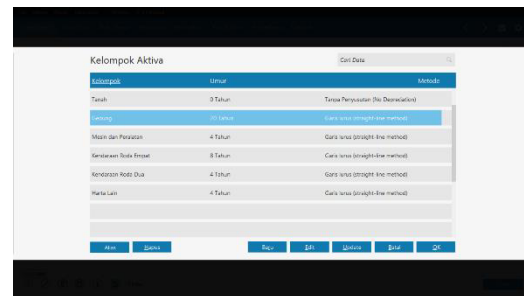 Kelompok Aktiva Cari Data
Kelompok Umur Metode
Tanah 0 Tahun Tanpa Penyusutan (No Depreciation)
Gedung 20 Tahun Garis lurus (straight-line method)
Mesin dan Peralatan 4 Tahun Garis lurus (straight-line method)
Kendaraan Roda Empat 8 Tahun Garis lurus (straight-line method)
Kendaraan Roda Dua 4 Tahun Garis lurus (straight-line method)
Harta Lain 4 Tahun Garis lurus (straight-line method)
Hapus Baru Edit Update Batal OK